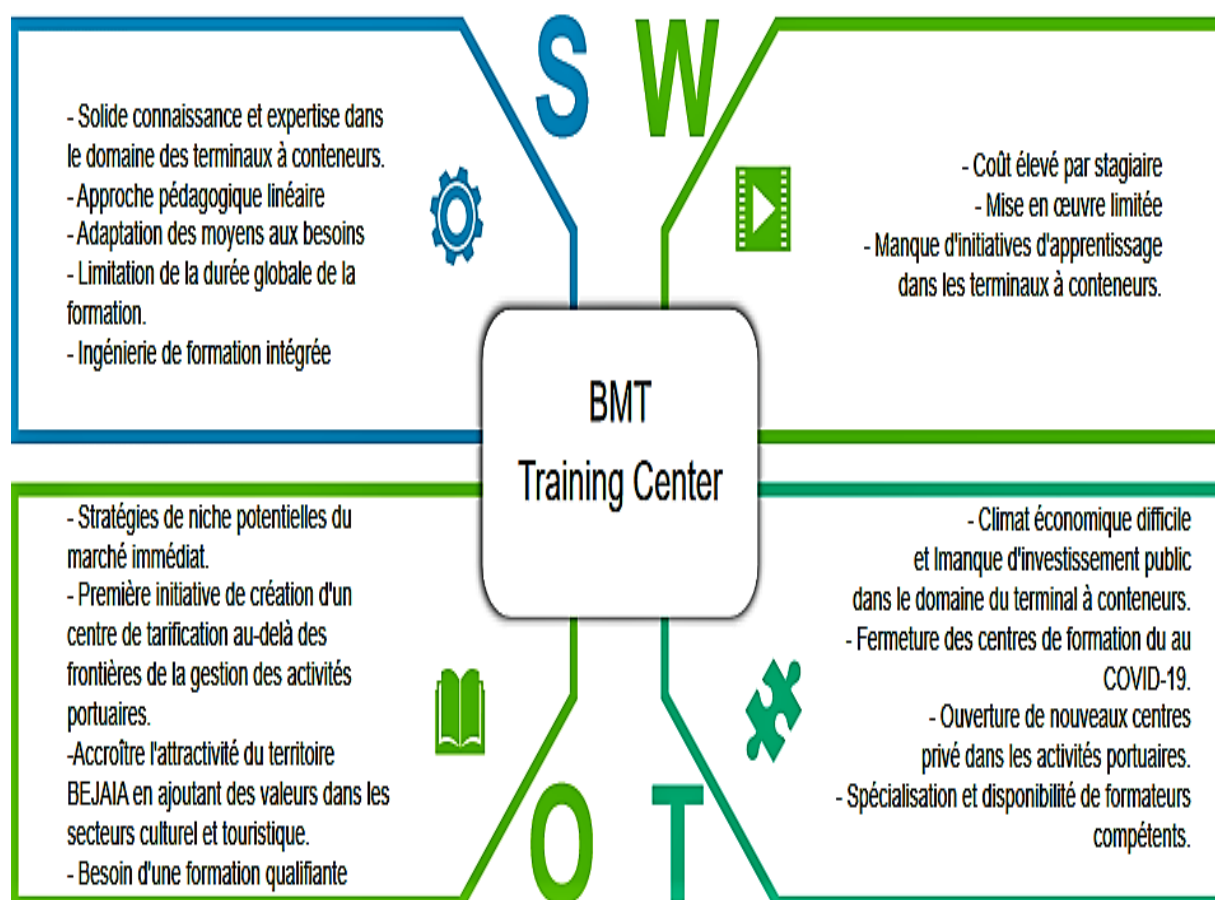 S
- Solide connaissance et expertise dans
le domaine des terminaux à conteneurs.
- Approche pédagogique linéaire
- Adaptation des moyens aux besoins
- Limitation de la durée globale de la
formation.
- Ingénierie de formation intégrée
W
- Coût élevé par stagiaire
- Mise en œuvre limitée
- Manque d'initiatives d'apprentissage
dans les terminaux à conteneurs.
BMT
Training Center
- Stratégies de niche potentielles du
marché immédiat.
- Première initiative de création d'un
centre de tarification au-delà des
frontières de la gestion des activités
portuaires.
-Accroître l'attractivité du territoire
BEJAIA en ajoutant des valeurs dans les
secteurs culturel et touristique.
- Besoin d'une formation qualifiante
O
- Climat économique difficile
et lmanque d'investissement public
dans le domaine du terminal à conteneurs.
- Fermeture des centres de formation du au
COVID-19.
- Ouverture de nouveaux centres
privé dans les activités portuaires.
- Spécialisation et disponibilité de formateurs
compétents.
T